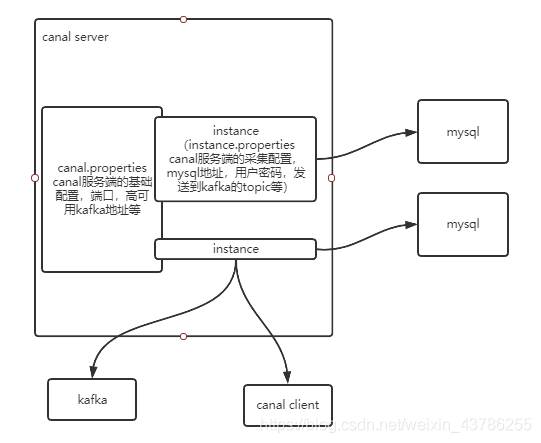 canal server
canal.properties
canal服务端的基础
配置，端口，高可
用kafka地址等
instance
（instance.properties
canal服务端的采集配置，
mysql地址，用户密码，发
送到kafka的topic等）
instance
mysql
mysql
kafka
canal client
https://blog.csdn.net/weixin_43786255